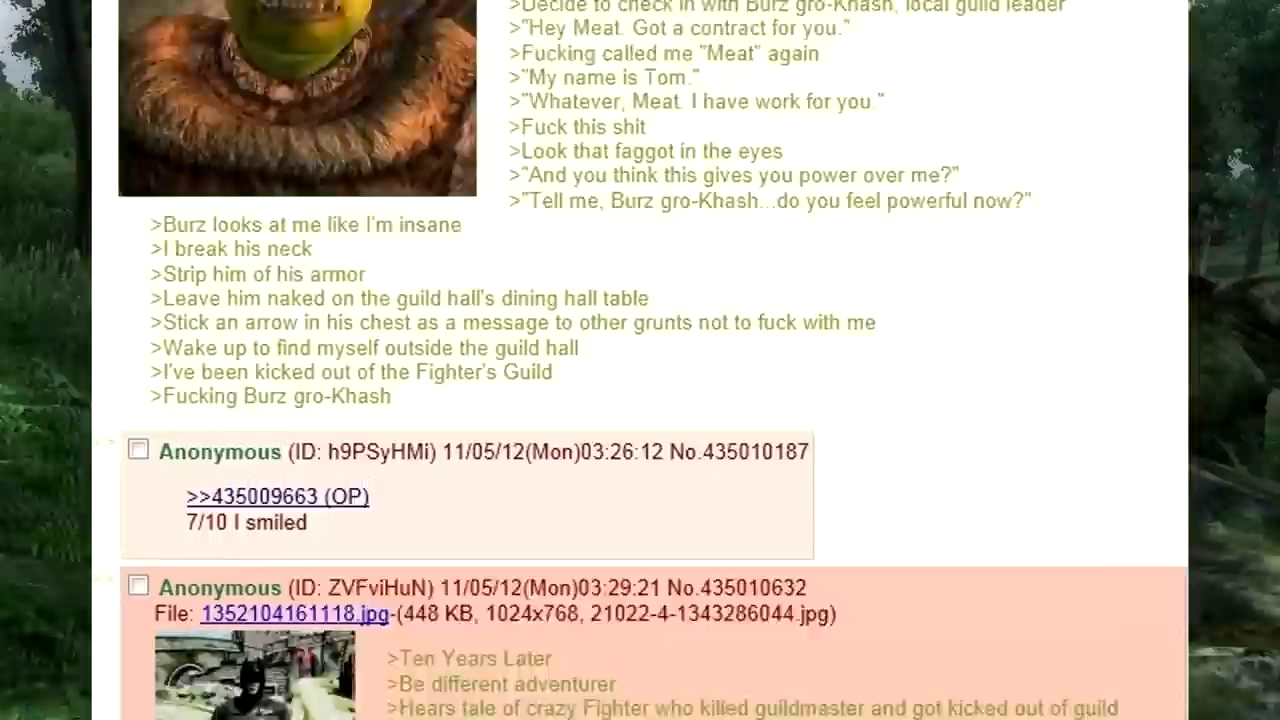 >Decide to check in with Burz gro-Khash, local guild leader
>"Hey Meat. Got a contract for you."
>Fucking called me "Meat" again
>"My name is Tom."
>"Whatever, Meat. I have work for you."
>Fuck this shit
>Look that faggot in the eyes
>"And you think this gives you power over me?"
>"Tell me, Burz gro-Khash...do you feel powerful now?"
>Burz looks at me like I'm insane
>I break his neck
>Strip him of his armor
>Leave him naked on the guild hall's dining hall table
>Stick an arrow in his chest as a message to other grunts not to fuck with me
>Wake up to find myself outside the guild hall
>I've been kicked out of the Fighter's Guild
>Fucking Burz gro-Khash
Anonymous (ID: h9PSyHMi) 11/05/12(Mon)03:26:12 No.435010187
>>435009663 (OP)
7/10 I smiled
Anonymous (ID: ZVFviHuN) 11/05/12(Mon)03:29:21 No.435010632
File: 1352104161118.jpg-(448 KB, 1024x768, 21022-4-1343286044.jpg)
>Ten Years Later
>Be different adventurer
>Hears tale of crazy Fighter who killed guildmaster and got kicked out of guild